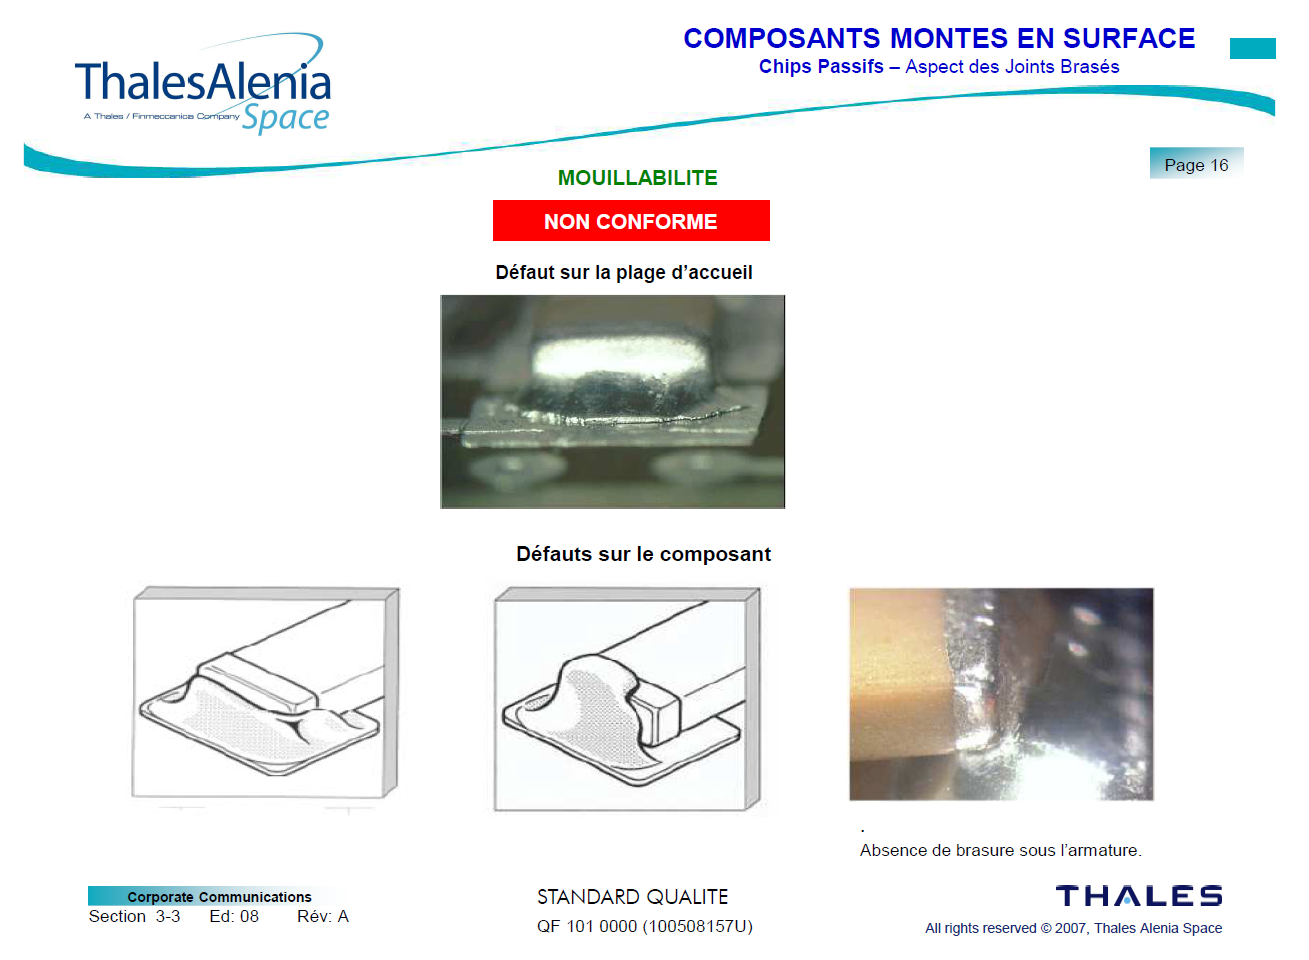 COMPOSANTS MONTES EN SURFACE
Chips Passifs – Aspect des Joints Brasés
ThalesAlenia
A Thales / Finmeccanica Company
Space
Page 16
MOUILLABILITE
NON CONFORME
Défaut sur la plage d'accueil
Défauts sur le composant
.
Absence de brasure sous l'armature.
Corporate Communications
Section 3-3 Ed: 08 Rév: A
STANDARD QUALITE
QF 101 0000 (100508157U)
THALES
All rights reserved © 2007, Thales Alenia Space